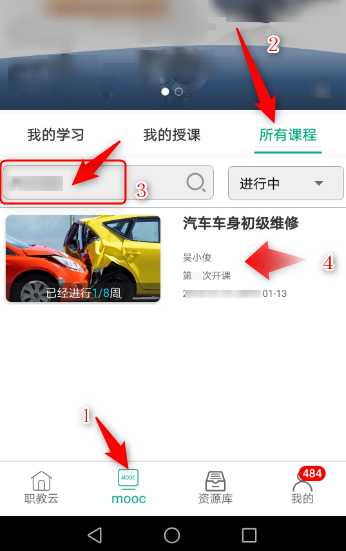 2
我的学习 我的授课 所有课程
3
进行中
汽车车身初级维修
吴小俊
4
第 次开课
2 01-13
已经进行1/8周
1
484
职教云 mooc 资源库 我的
MOOC